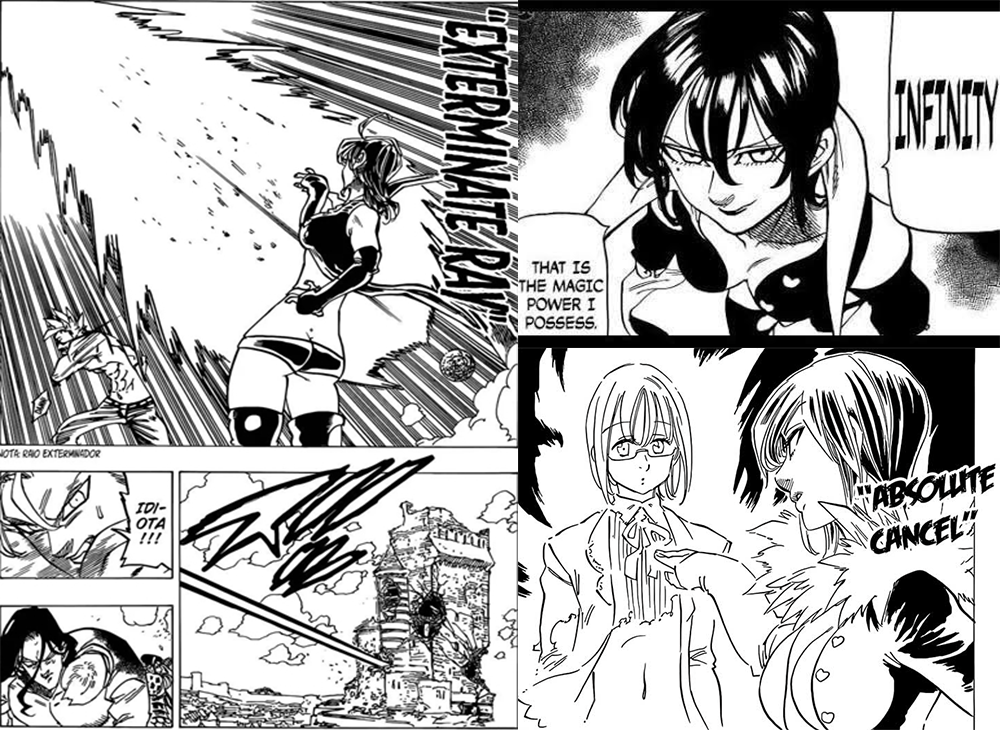 "EXTERMINATE RAY"
NOTA: RAIO EXTERMINADOR
IDI-
OTA
!!!
INFINITY
THAT IS
THE MAGIC
POWER I
POSSESS.
"ABSOLUTE
CANCEL"